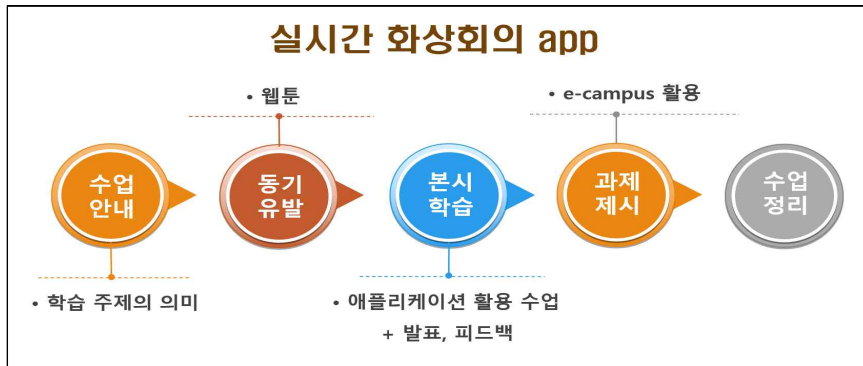 실시간 화상회의 app
• 웹툰
• e-campus 활용
수업
안내
동기
유발
본시
학습
과제
제시
수업
정리
• 학습 주제의 의미
• 애플리케이션 활용 수업
+ 발표, 피드백